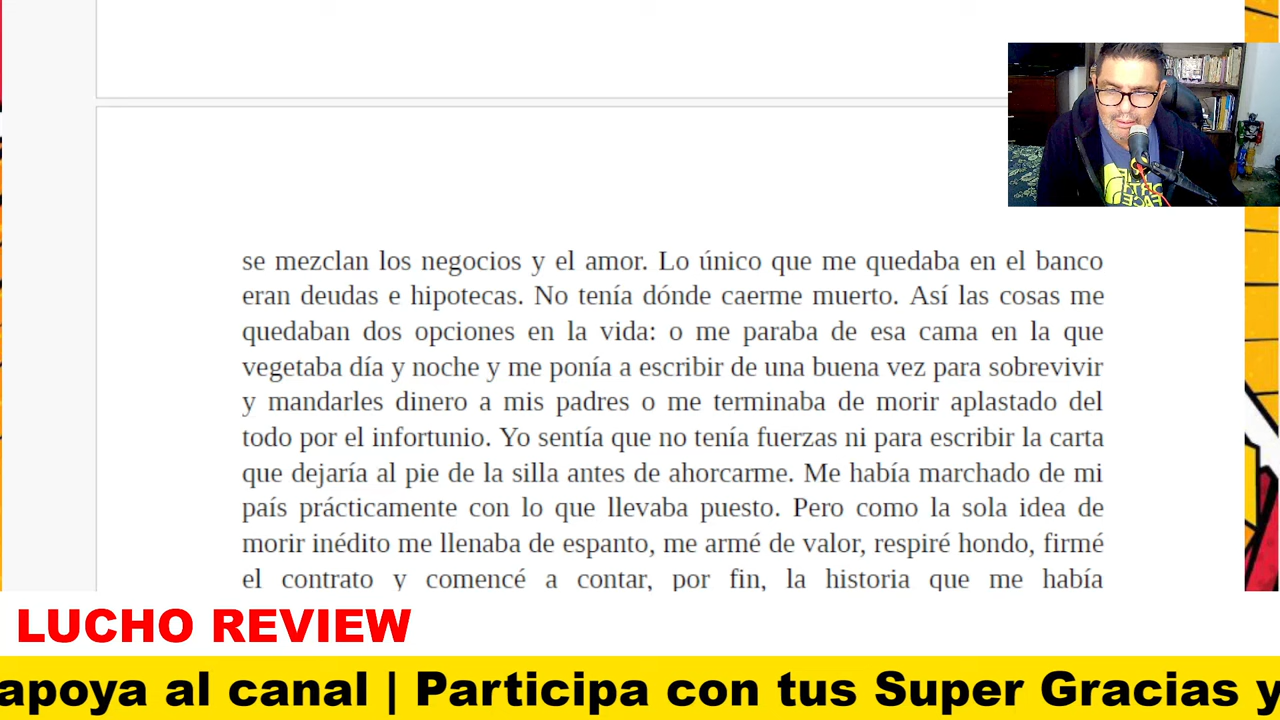 se mezclan los negocios y el amor. Lo único que me quedaba en el banco
eran deudas e hipotecas. No tenía dónde caerme muerto. Así las cosas me
quedaban dos opciones en la vida: o me paraba de esa cama en la que
vegetaba día y noche y me ponía a escribir de una buena vez para sobrevivir
y mandarles dinero a mis padres o me terminaba de morir aplastado del
todo por el infortunio. Yo sentía que no tenía fuerzas ni para escribir la carta
que dejaría al pie de la silla antes de ahorcarme. Me había marchado de mi
país prácticamente con lo que llevaba puesto. Pero como la sola idea de
morir inédito me llenaba de espanto, me armé de valor, respiré hondo, firmé
el contrato y comencé a contar, por fin, la historia que me había
LUCHO REVIEW
apoya al canal | Participa con tus Super Gracias y